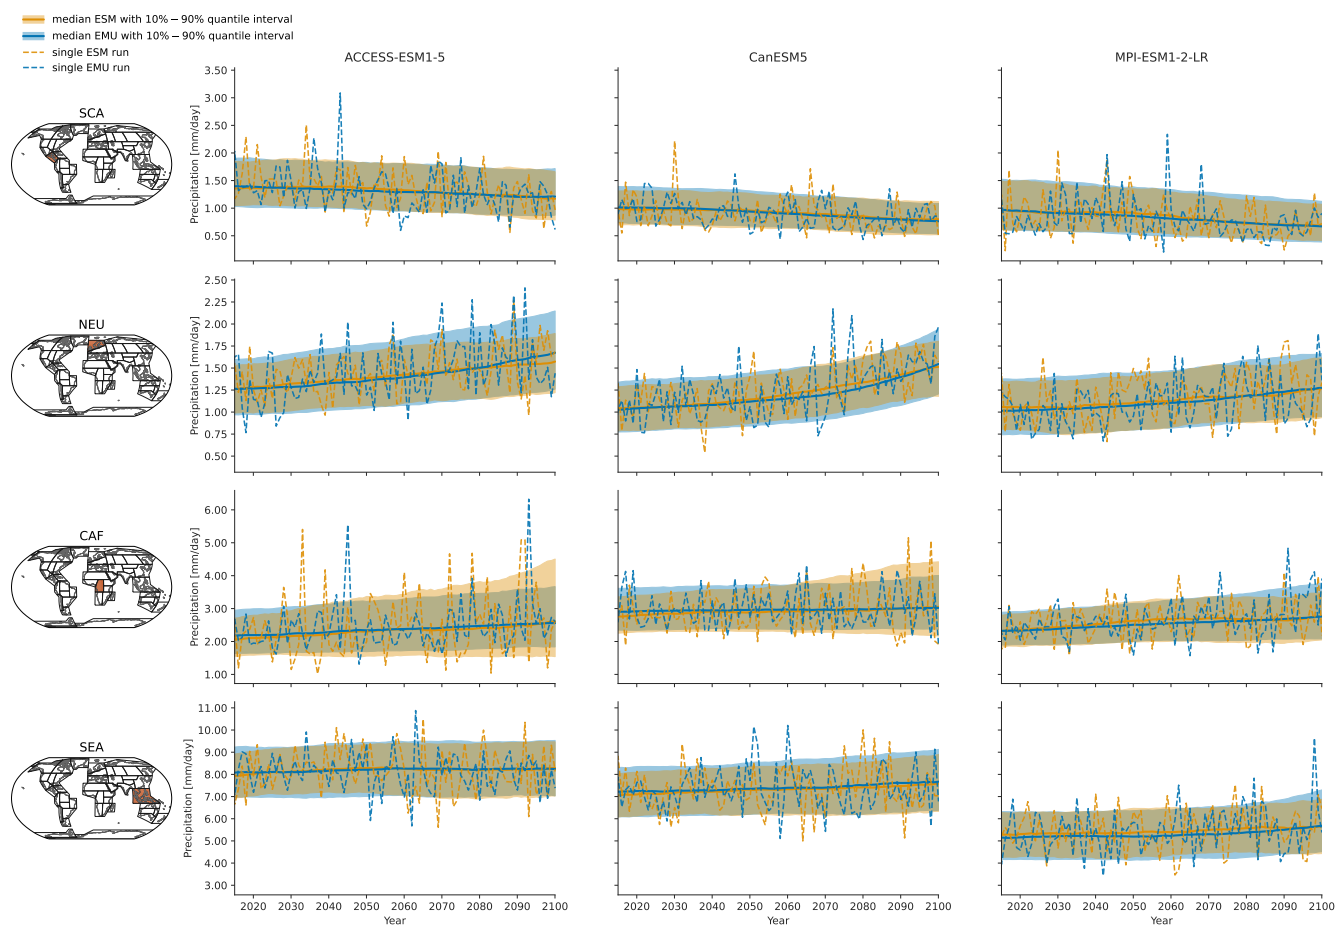 median ESM with 10% − 90% quantile interval
median EMU with 10% − 90% quantile interval
single ESM run
single EMU run
ACCESS-ESM1-5
CanESM5
MPI-ESM1-2-LR
SCA
Precipitation [mm/day]
3.50
3.00
2.50
2.00
1.50
1.00
0.50
NEU
Precipitation [mm/day]
2.50
2.25
2.00
1.75
1.50
1.25
1.00
0.75
0.50
CAF
Precipitation [mm/day]
6.00
5.00
4.00
3.00
2.00
1.00
SEA
Precipitation [mm/day]
11.00
10.00
9.00
8.00
7.00
6.00
5.00
4.00
3.00
2020 2030 2040 2050 2060 2070 2080 2090 2100
Year
2020 2030 2040 2050 2060 2070 2080 2090 2100
Year
2020 2030 2040 2050 2060 2070 2080 2090 2100
Year